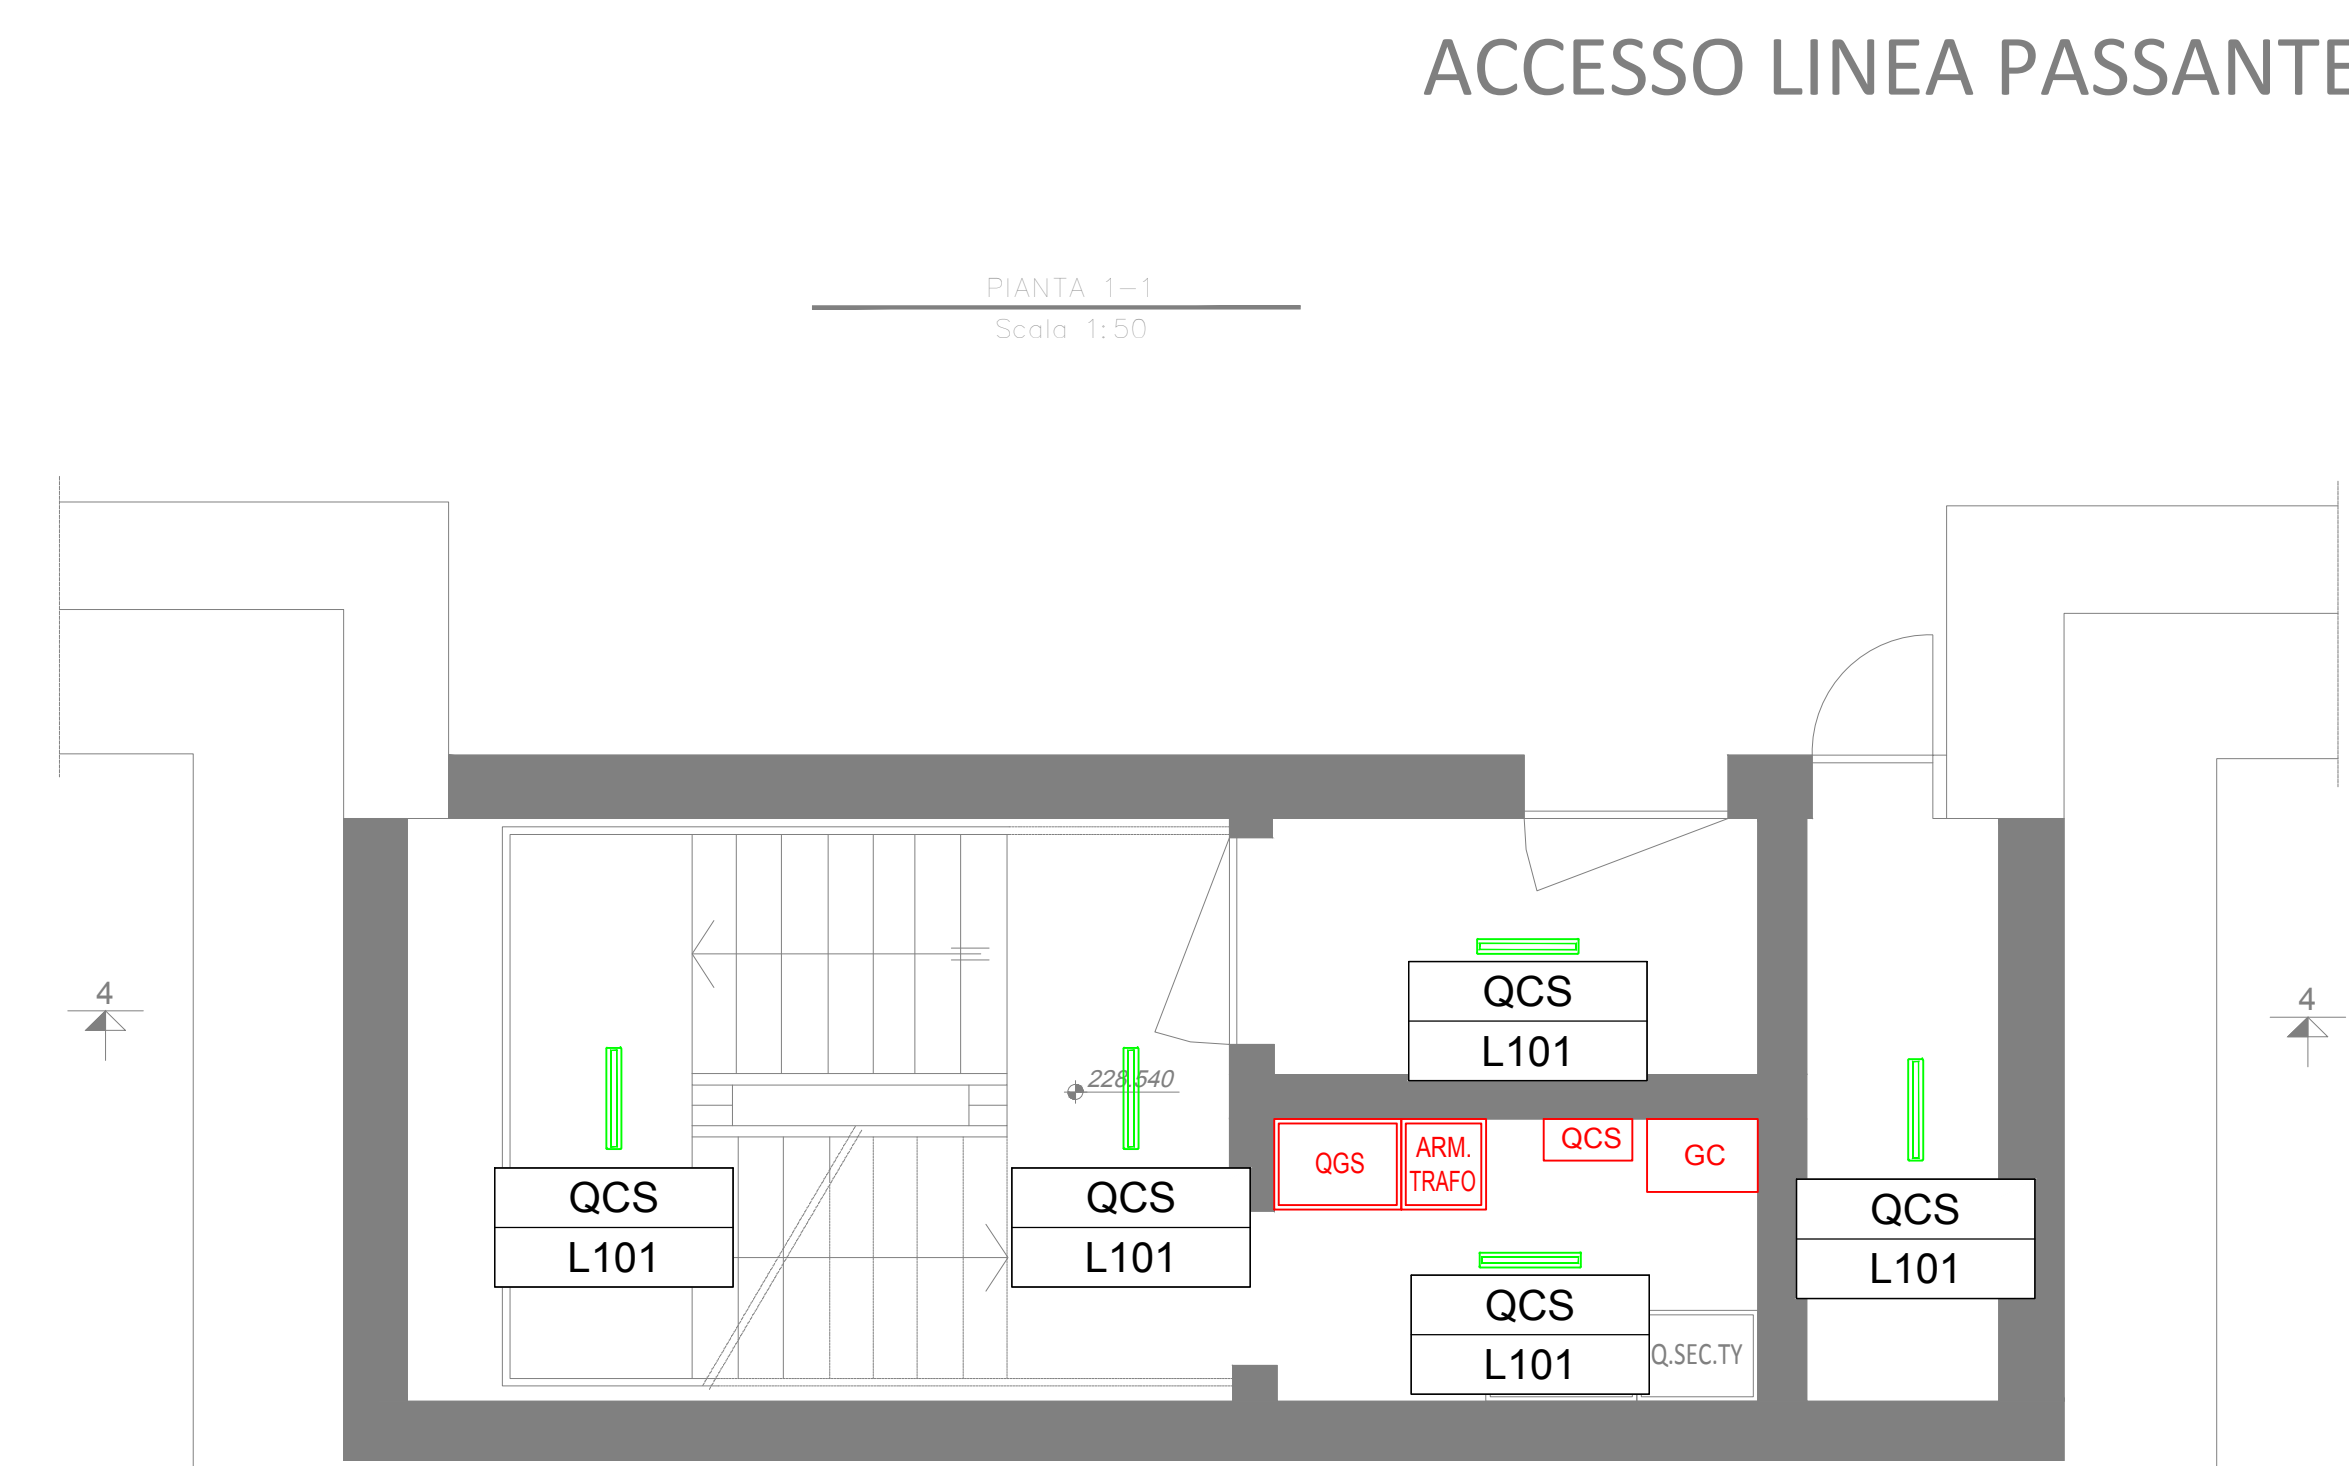 ACCESSO LINEA PASSANTE
PIANTA 1-1
Scala 1:50
4
4
228.540
QCS
L101
QGS
ARM.
TRAFO
QCS
GC
QCS
L101
QCS
L101
QCS
L101
QCS
L101
Q.SEC.TY